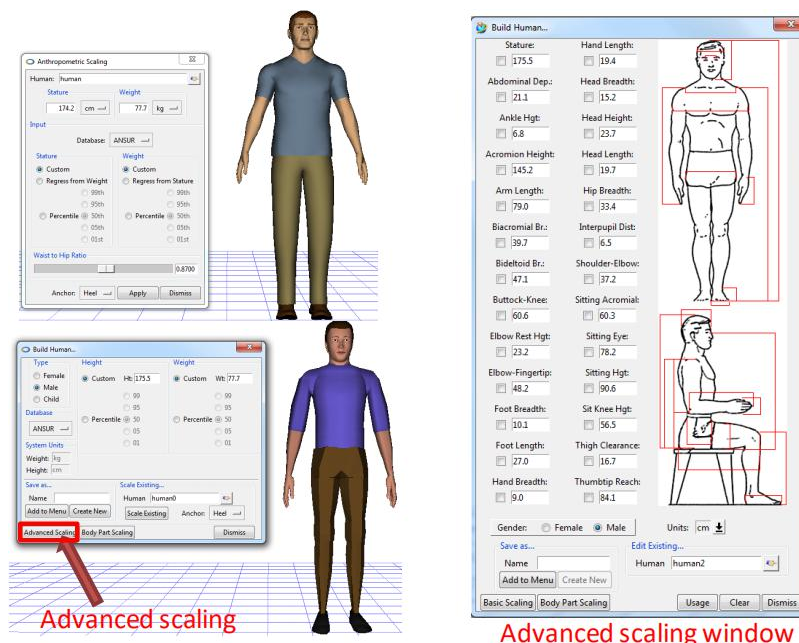 Anthropometric Scaling
Human: human
Stature Weight
174.2 cm 77.7 kg
Input
Database: ANSUR
Stature Weight
Custom Custom
Regress from Weight Regress from Stature
99th 99th
95th 95th
Percentile 50th Percentile 50th
05th 05th
01st 01st
Waist to Hip Ratio
0.8700
Anchor: Heel Apply Dismiss
Build Human...
Type Height Weight
Female
Male
Child
Custom Ht: 175.5 Custom Wt: 77.7
99 99
95 95
Percentile 50 Percentile 50
05 05
01 01
Database
ANSUR
System Units
Weight: kg
Height: cm
Save as... Scale Existing...
Name Human human0
Add to Menu Create New Scale Existing Anchor: Heel
Advanced Scaling Body Part Scaling Dismiss
Advanced scaling
Build Human...
Stature: Hand Length:
175.5 19.4
Abdominal Dep.: Head Breadth:
21.1 15.2
Ankle Hgt: Head Height:
6.8 23.7
Acromion Height: Head Length:
145.2 19.7
Arm Length: Hip Breadth:
79.0 33.4
Biacromial Br.: Interpupil Dist:
39.7 6.5
Bideltoid Br.: Shoulder-Elbow:
47.1 37.2
Buttock-Knee: Sitting Acromial:
60.6 60.3
Elbow Rest Hgt: Sitting Eye:
23.2 78.2
Elbow-Fingertip: Sitting Hgt:
48.2 90.6
Foot Breadth: Sit Knee Hgt:
10.1 56.5
Foot Length: Thigh Clearance:
27.0 16.7
Hand Breadth: Thumbtip Reach:
9.0 84.1
Gender: Female Male Units: cm
Save as... Edit Existing...
Name Human human2
Add to Menu Create New
Basic Scaling Body Part Scaling Usage Clear Dismiss
Advanced scaling window